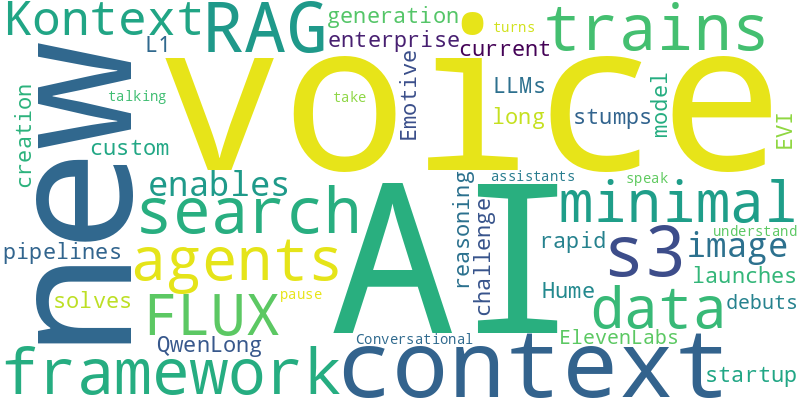 Kontext
RAG
generation
turns
trains
L1
enterprise
current
new
voice
talking
take
Emotive
LLMs
model
creation
custom
long
stumps
EVI
enables
search
AI
assistants
speak
minimal
reasoning
challenge
understand
pipelines
agents
rapid
s3
image
launches
solves
pause
FLUX
Hume
data
debuts
QwenLong
Conversational
ElevenLabs
framework
context
startup